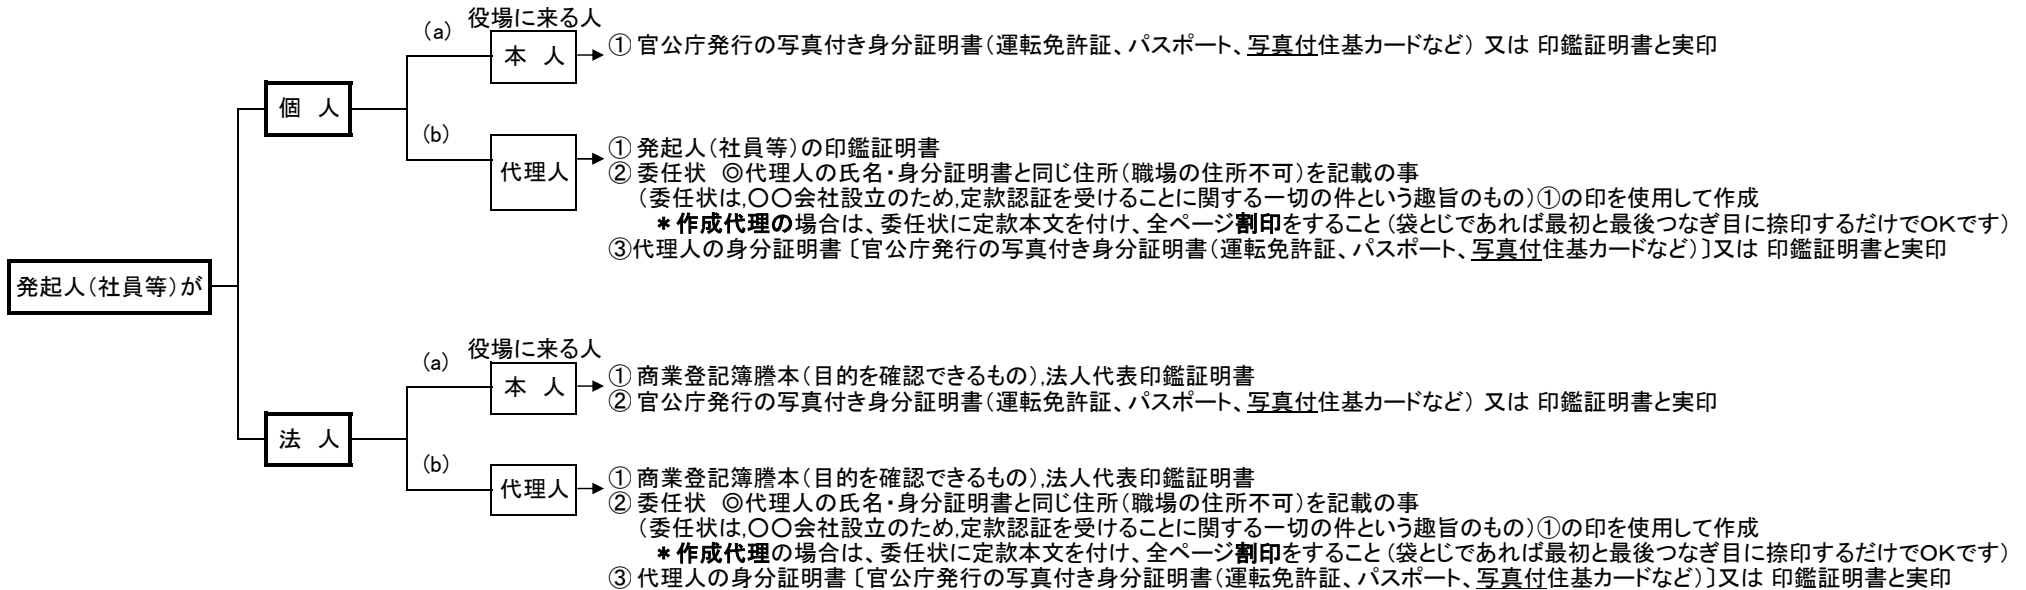 役場に来る人
(a)
本 人
① 官公庁発行の写真付き身分証明書(運転免許証、パスポート、写真付住基カードなど) 又は 印鑑証明書と実印
個 人
(b)
代理人
① 発起人(社員等)の印鑑証明書
② 委任状 ◎代理人の氏名・身分証明書と同じ住所(職場の住所不可)を記載の事
(委任状は,〇〇会社設立のため,定款認証を受けることに関する一切の件という趣旨のもの)①の印を使用して作成
*作成代理の場合は、委任状に定款本文を付け、全ページ割印をすること(袋とじであれば最初と最後つなぎ目に捺印するだけでOKです)
③代理人の身分証明書〔官公庁発行の写真付き身分証明書(運転免許証、パスポート、写真付住基カードなど)〕又は 印鑑証明書と実印
発起人(社員等)が
役場に来る人
(a)
本 人
① 商業登記簿謄本(目的を確認できるもの),法人代表印鑑証明書
② 官公庁発行の写真付き身分証明書(運転免許証、パスポート、写真付住基カードなど) 又は 印鑑証明書と実印
法 人
(b)
代理人
① 商業登記簿謄本(目的を確認できるもの),法人代表印鑑証明書
② 委任状 ◎代理人の氏名・身分証明書と同じ住所(職場の住所不可)を記載の事
(委任状は,〇〇会社設立のため,定款認証を受けることに関する一切の件という趣旨のもの)①の印を使用して作成
*作成代理の場合は、委任状に定款本文を付け、全ページ割印をすること(袋とじであれば最初と最後つなぎ目に捺印するだけでOKです)
③ 代理人の身分証明書〔官公庁発行の写真付き身分証明書(運転免許証、パスポート、写真付住基カードなど)〕又は 印鑑証明書と実印